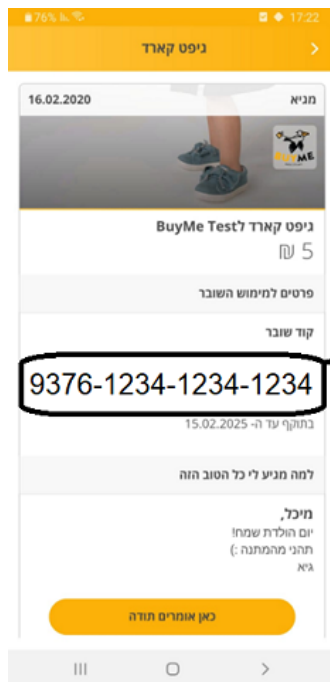 76% 17:22
גיפט קארד
מגיא 16.02.2020
BUYME
גיפט קארד לBuyMe Test
5 ₪
פרטים למימוש השובר
קוד שובר
9376-1234-1234-1234
בתוקף עד ה- 15.02.2025
למה מגיע לי כל הטוב הזה
מיכל,
יום הולדת שמח!
תהני מהמתנה :)
גיא
כאן אומרים תודה